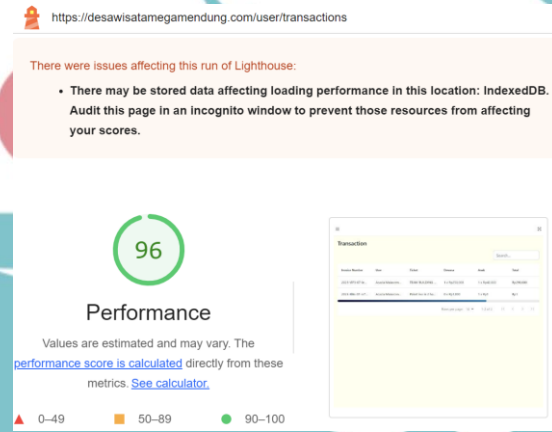 https://desawisatamegamendung.com/user/transactions
There were issues affecting this run of Lighthouse:
• There may be stored data affecting loading performance in this location: IndexedDB.
Audit this page in an incognito window to prevent those resources from affecting
your scores.
96
Performance
Values are estimated and may vary. The
performance score is calculated directly from these
metrics. See calculator.
0–49
50–89
90–100
Transaction
Search...